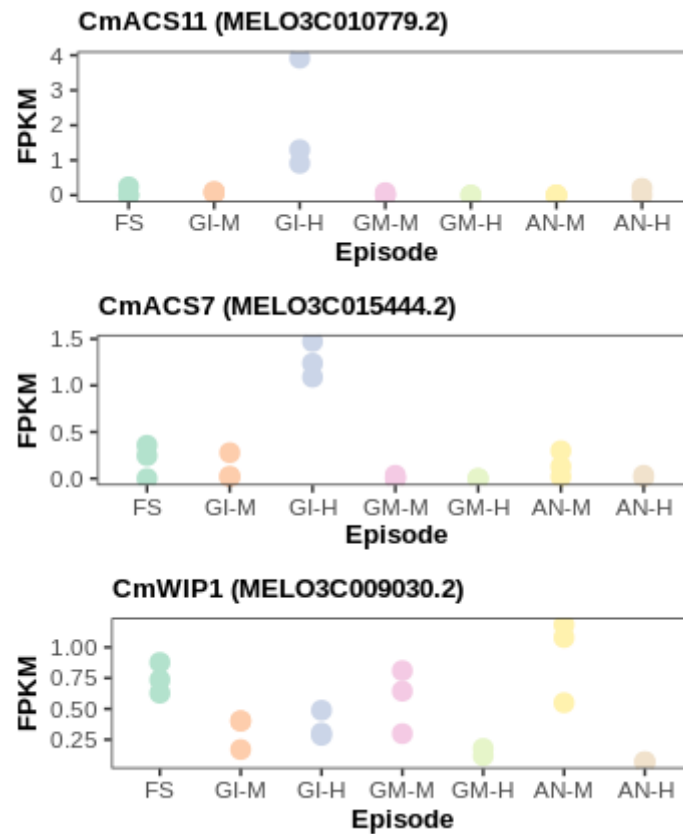 CmACS11 (MELO3C010779.2)
4
3
2
1
0
FPKM
FS GI-M GI-H GM-M GM-H AN-M AN-H
Episode
CmACS7 (MELO3C015444.2)
1.5
1.0
0.5
0.0
FPKM
FS GI-M GI-H GM-M GM-H AN-M AN-H
Episode
CmWIP1 (MELO3C009030.2)
1.00
0.75
0.50
0.25
FPKM
FS GI-M GI-H GM-M GM-H AN-M AN-H
Episode